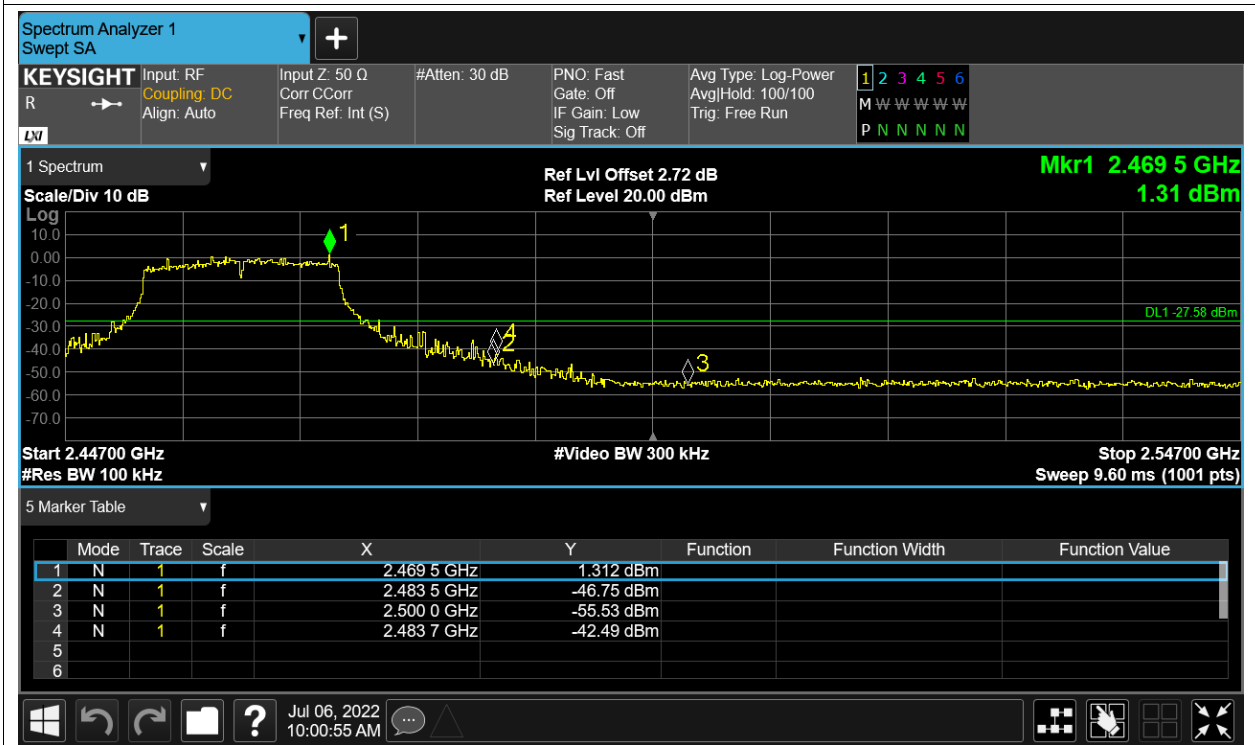 Spectrum Analyzer 1
Swept SA
+
KEYSIGHT Input: RF Input Z: 50 Ω #Atten: 30 dB PNO: Fast Avg Type: Log-Power 1 2 3 4 5 6
R Coupling: DC Corr CCorr Gate: Off Avg|Hold: 100/100 M W W W W W
Align: Auto Freq Ref: Int (S) IF Gain: Low Trig: Free Run
LXI Sig Track: Off P N N N N N
1 Spectrum Ref Lvl Offset 2.72 dB Mkr1 2.469 5 GHz
Scale/Div 10 dB Ref Level 20.00 dBm 1.31 dBm
Log
10.0 1
0.00
-10.0
-20.0
DL1 -27.58 dBm
-30.0
4
-40.0 2
-50.0 3
-60.0
-70.0
Start 2.44700 GHz #Video BW 300 kHz Stop 2.54700 GHz
#Res BW 100 kHz Sweep 9.60 ms (1001 pts)
5 Marker Table
Mode Trace Scale X Y Function Function Width Function Value
1 N 1 f 2.469 5 GHz 1.312 dBm
2 N 1 f 2.483 5 GHz -46.75 dBm
3 N 1 f 2.500 0 GHz -55.53 dBm
4 N 1 f 2.483 7 GHz -42.49 dBm
5
6
? Jul 06, 2022
10:00:55 AM